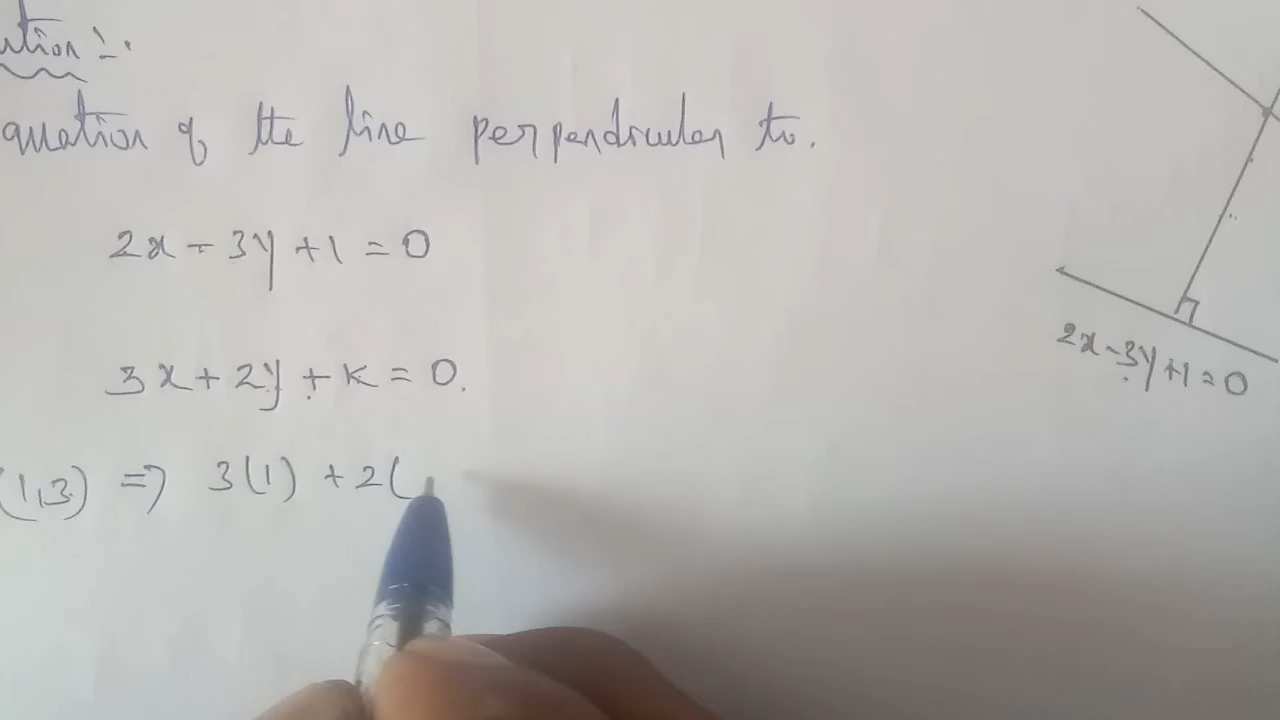 ution :-
quation of the line perpendicular to.
2x - 3y + 1 = 0
3x + 2y + k = 0.
(1,3) => 3(1) + 2(
2x - 3y + 1 = 0